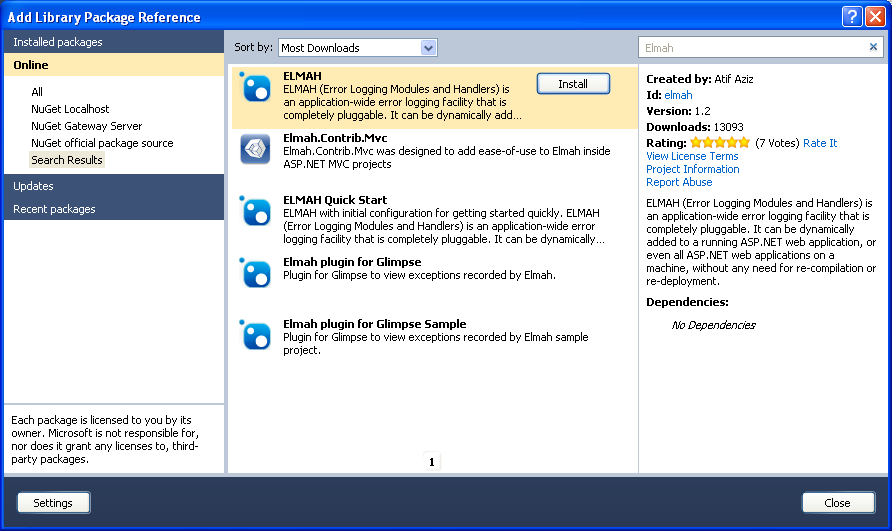 Add Library Package Reference
Installed packages
Online
All
NuGet Localhost
NuGet Gateway Server
NuGet official package source
Search Results
Updates
Recent packages
Each package is licensed to you by its
owner. Microsoft is not responsible for,
nor does it grant any licenses to, third-
party packages.
Sort by: Most Downloads
ELMAH
Install
ELMAH (Error Logging Modules and Handlers) is
an application-wide error logging facility that is
completely pluggable. It can be dynamically add...
Elmah.Contrib.Mvc
Elmah.Contrib.Mvc was designed to add ease-of-use to Elmah inside
ASP.NET MVC projects
ELMAH Quick Start
ELMAH with initial configuration for getting started quickly. ELMAH
(Error Logging Modules and Handlers) is an application-wide error
logging facility that is completely pluggable. It can be dynamically...
Elmah plugin for Glimpse
Plugin for Glimpse to view exceptions recorded by Elmah.
Elmah plugin for Glimpse Sample
Plugin for Glimpse to view exceptions recorded by Elmah sample
project.
1
Elmah
Created by: Atif Aziz
Id: elmah
Version: 1.2
Downloads: 13093
Rating: (7 Votes) Rate It
View License Terms
Project Information
Report Abuse
ELMAH (Error Logging Modules and Handlers) is
an application-wide error logging facility that is
completely pluggable. It can be dynamically
added to a running ASP.NET web application, or
even all ASP.NET web applications on a
machine, without any need for re-compilation or
re-deployment.
Dependencies:
No Dependencies
Settings
Close